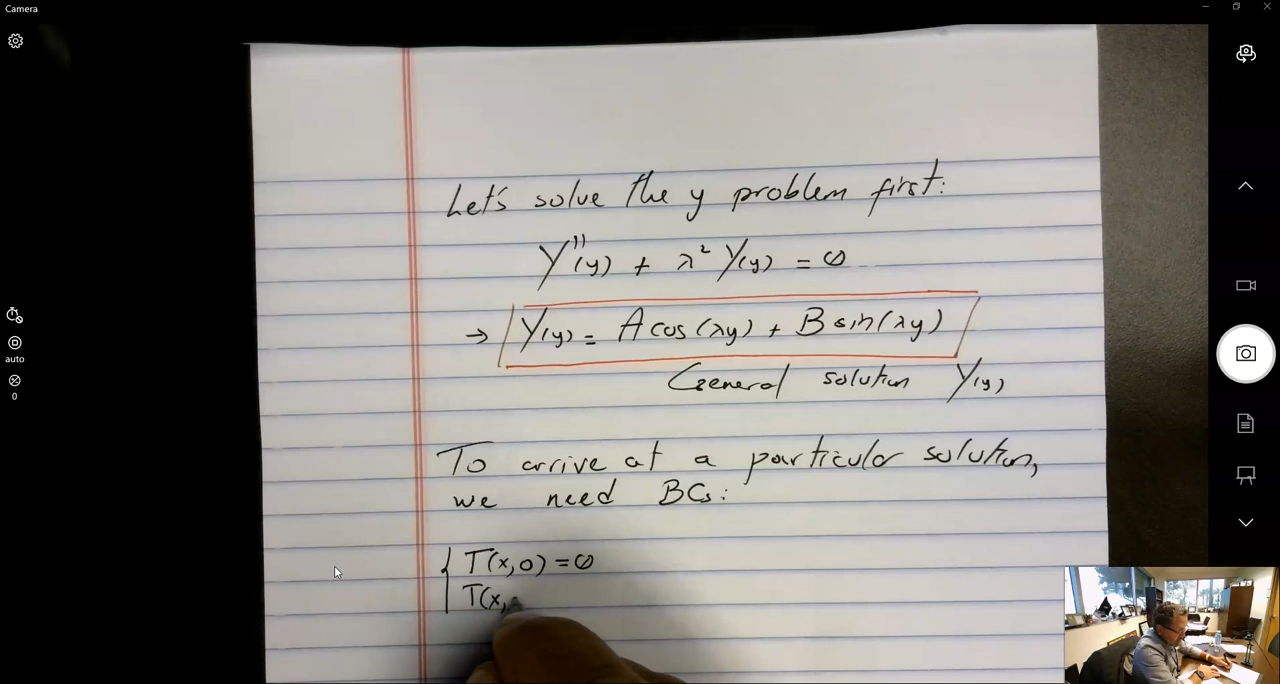 Camera
Let's solve the y problem first:
Y''(y) + λ² Y(y) = 0
→ Y(y) = A cos(λy) + B sin(λy)
General solution Y(y)
To arrive at a particular solution,
we need BCs:
T(x,0) = 0
T(x,
auto
0